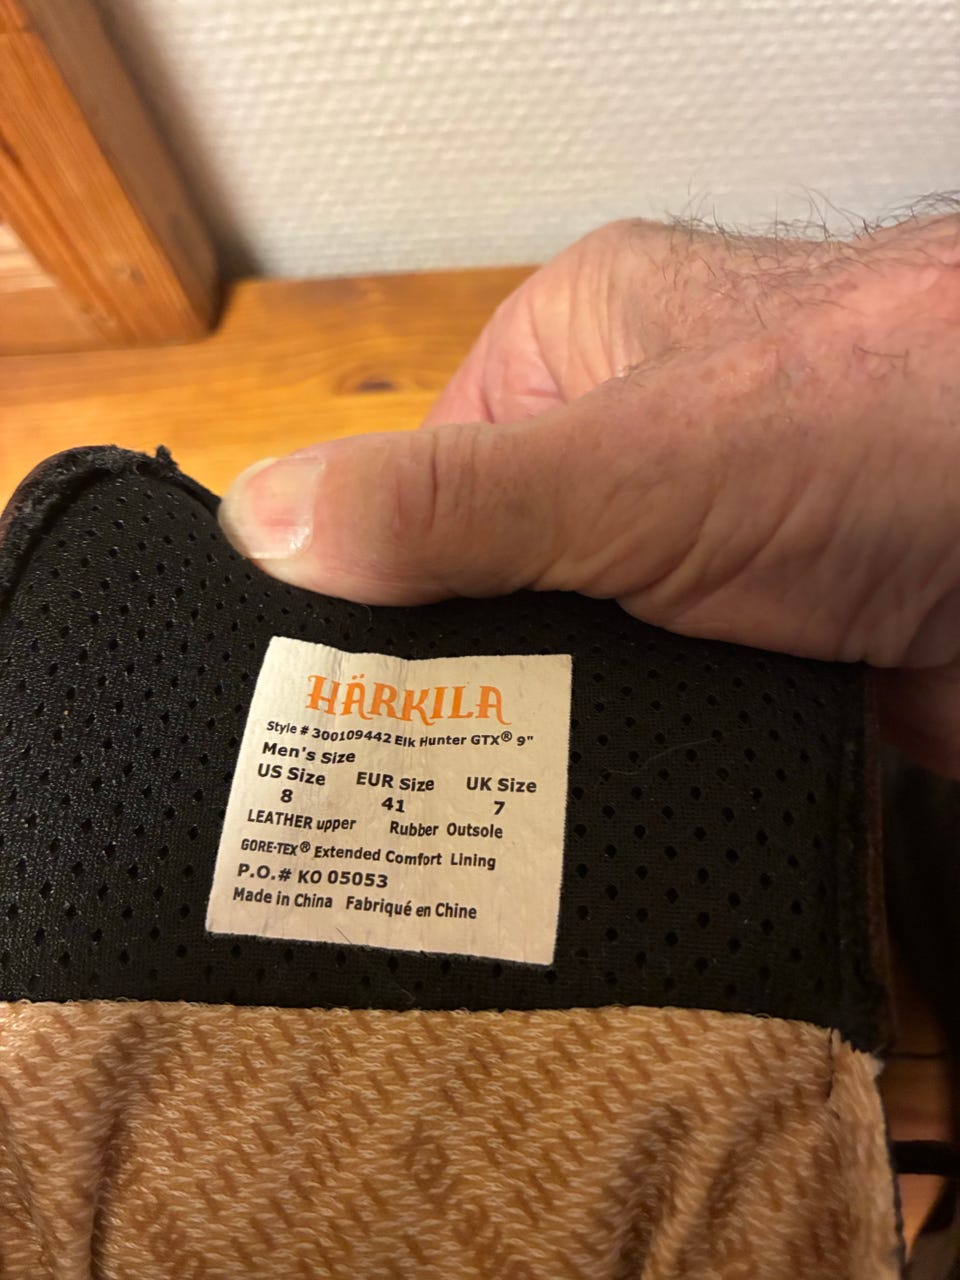 HÄRKILA
Style # 300109442 Elk Hunter GTX® 9"
Men's Size
US Size EUR Size UK Size
8 41 7
LEATHER upper Rubber Outsole
GORE-TEX® Extended Comfort Lining
P.O.# KO 05053
Made in China Fabriqué en Chine